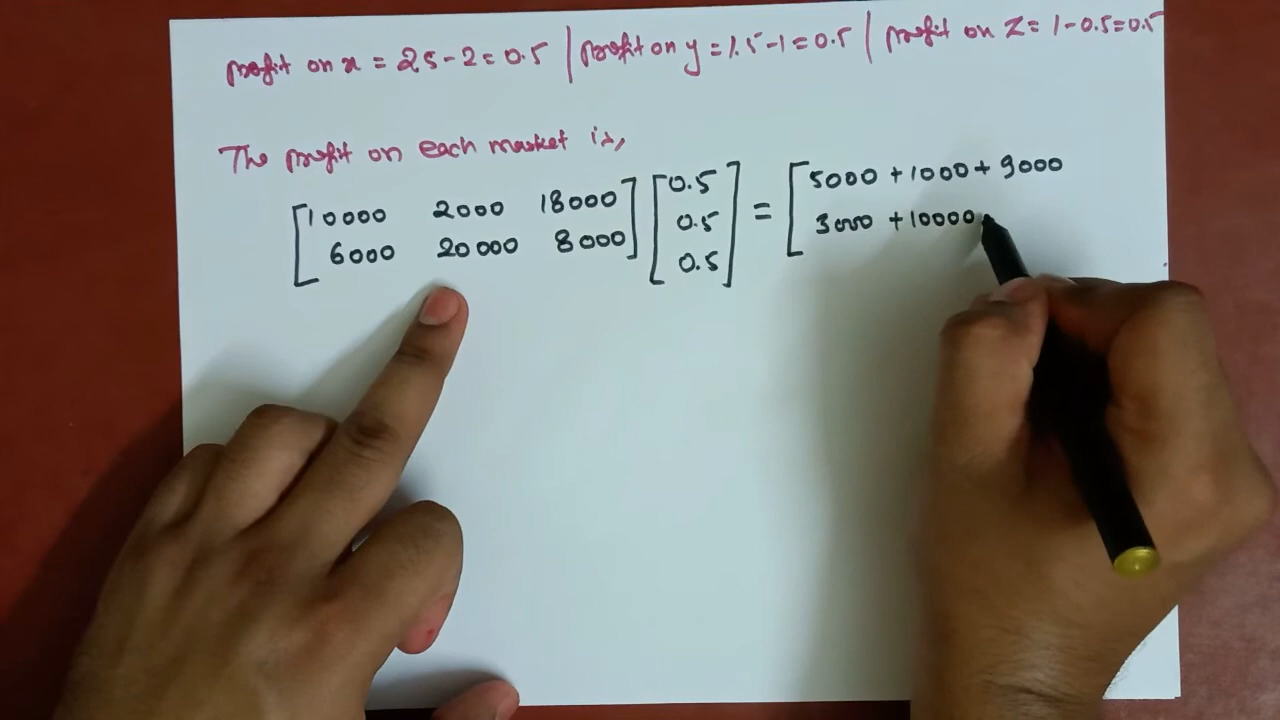 profit on x = 25-2=0.5 | profit on y = 1.5-1=0.5 | profit on Z = 1-0.5=0.5
The profit on each market is,
[10000 2000 18000] [0.5] = [5000+1000+9000
[6000 20000 8000] [0.5] [3000+10000
[0.5]